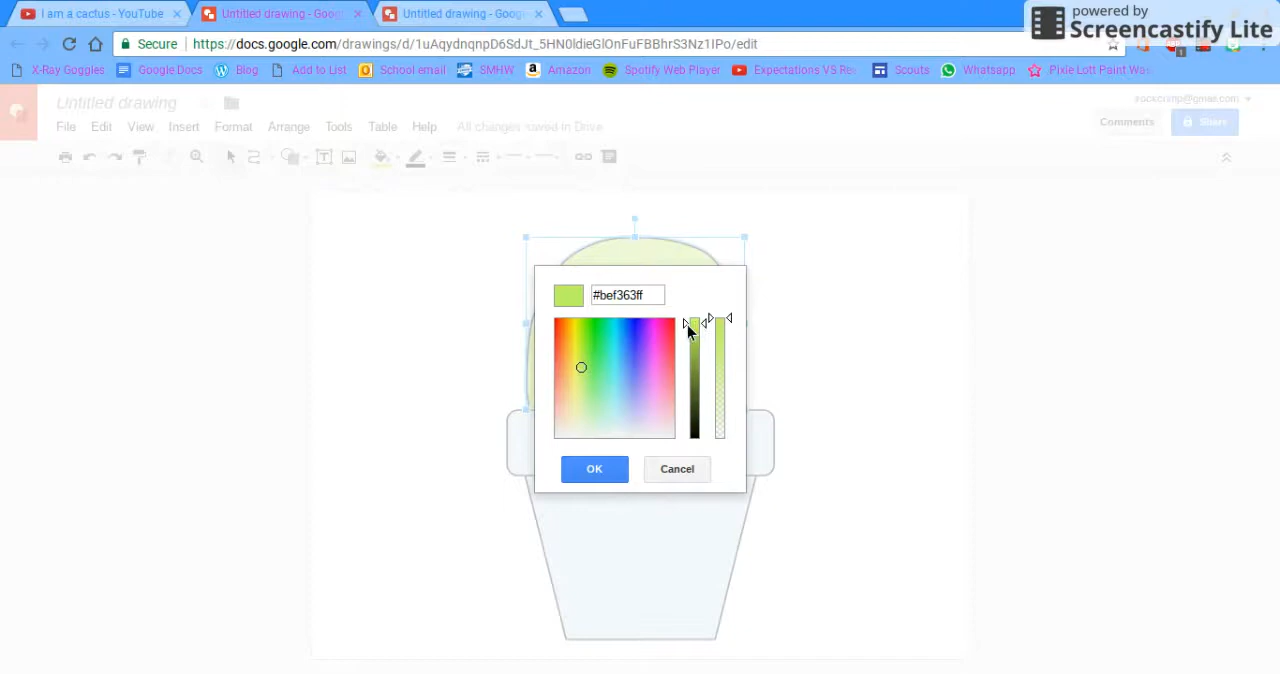 I am a cactus - YouTube
Untitled drawing - Goog
Untitled drawing - Goog
powered by
Screencastify Lite
Secure
https://docs.google.com/drawings/d/1uAqydnqnpD6SdJt_5HN0ldieGlOnFuFBBhrS3Nz1IPo/edit
X-Ray Goggles Google Docs Blog Add to List School email SMHW Amazon Spotify Web Player Expectations VS Re Scouts Whatsapp Pixie Lott Paint Was
Untitled drawing
File Edit View Insert Format Arrange Tools Table Help All changes saved in Drive
Comments
Share
#bef363ff
OK
Cancel